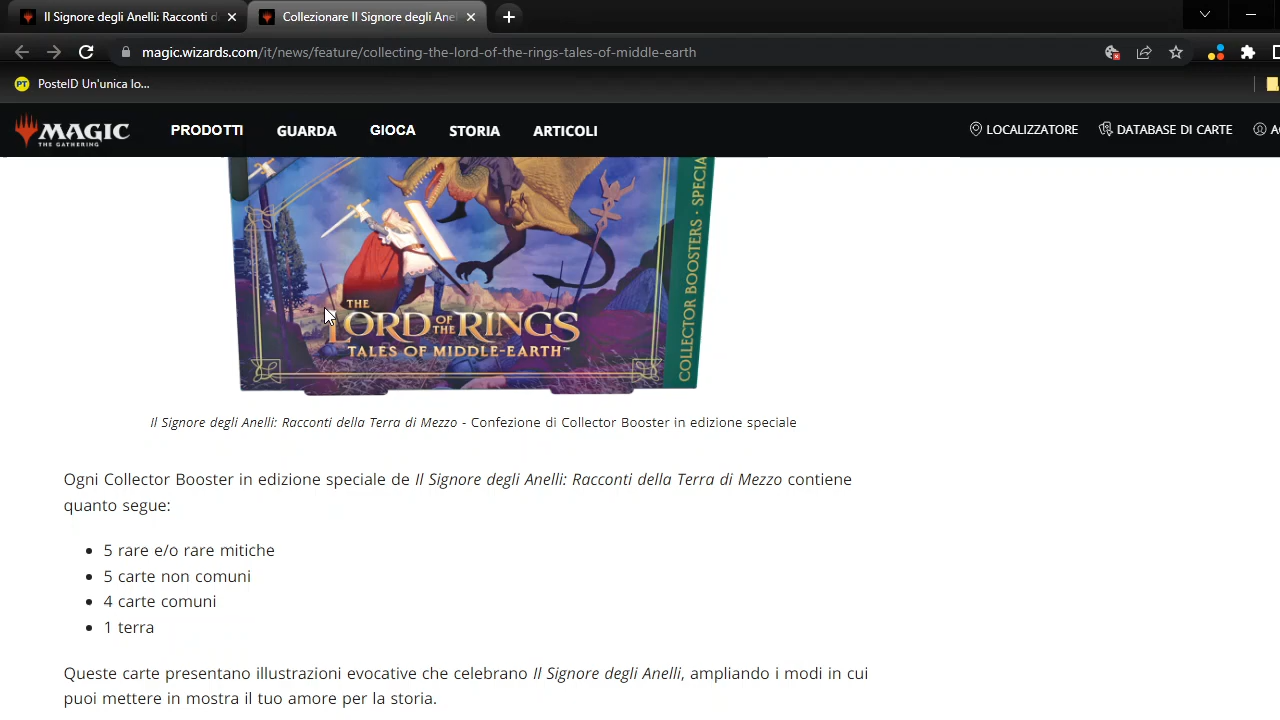 Il Signore degli Anelli: Racconti d
Collezionare Il Signore degli Ane
magic.wizards.com/it/news/feature/collecting-the-lord-of-the-rings-tales-of-middle-earth
PT PosteID Un'unica lo...
MAGIC
THE GATHERING
PRODOTTI
GUARDA
GIOCA
STORIA
ARTICOLI
LOCALIZZATORE
DATABASE DI CARTE
COLLECTOR BOOSTERS · SPECIA
THE
LORD OF THE RINGS
TALES OF MIDDLE-EARTH™
Il Signore degli Anelli: Racconti della Terra di Mezzo - Confezione di Collector Booster in edizione speciale
Ogni Collector Booster in edizione speciale de Il Signore degli Anelli: Racconti della Terra di Mezzo contiene
quanto segue:
• 5 rare e/o rare mitiche
• 5 carte non comuni
• 4 carte comuni
• 1 terra
Queste carte presentano illustrazioni evocative che celebrano Il Signore degli Anelli, ampliando i modi in cui
puoi mettere in mostra il tuo amore per la storia.